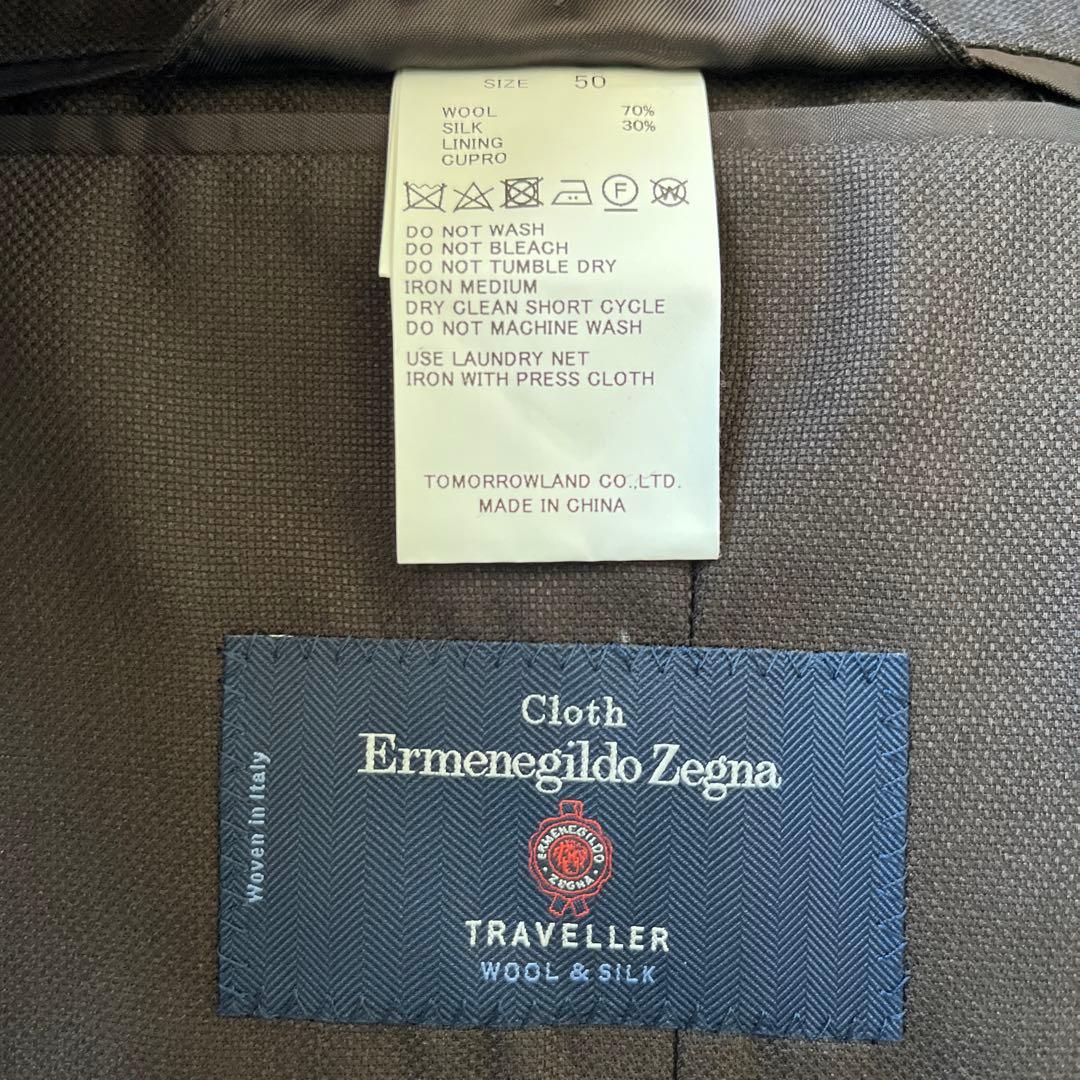 SIZE 50
WOOL 70%
SILK 30%
LINING
CUPRO
F W
DO NOT WASH
DO NOT BLEACH
DO NOT TUMBLE DRY
IRON MEDIUM
DRY CLEAN SHORT CYCLE
DO NOT MACHINE WASH
USE LAUNDRY NET
IRON WITH PRESS CLOTH
TOMORROWLAND CO.,LTD.
MADE IN CHINA
Woven in Italy
Cloth
Ermenegildo Zegna
ERMENEGILDO
ZEGNA
TRAVELLER
WOOL & SILK